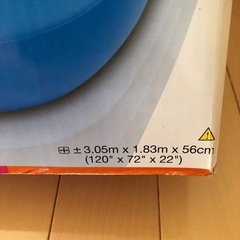 ± 3.05m x 1.83m x 56cm
(120" x 72" x 22")